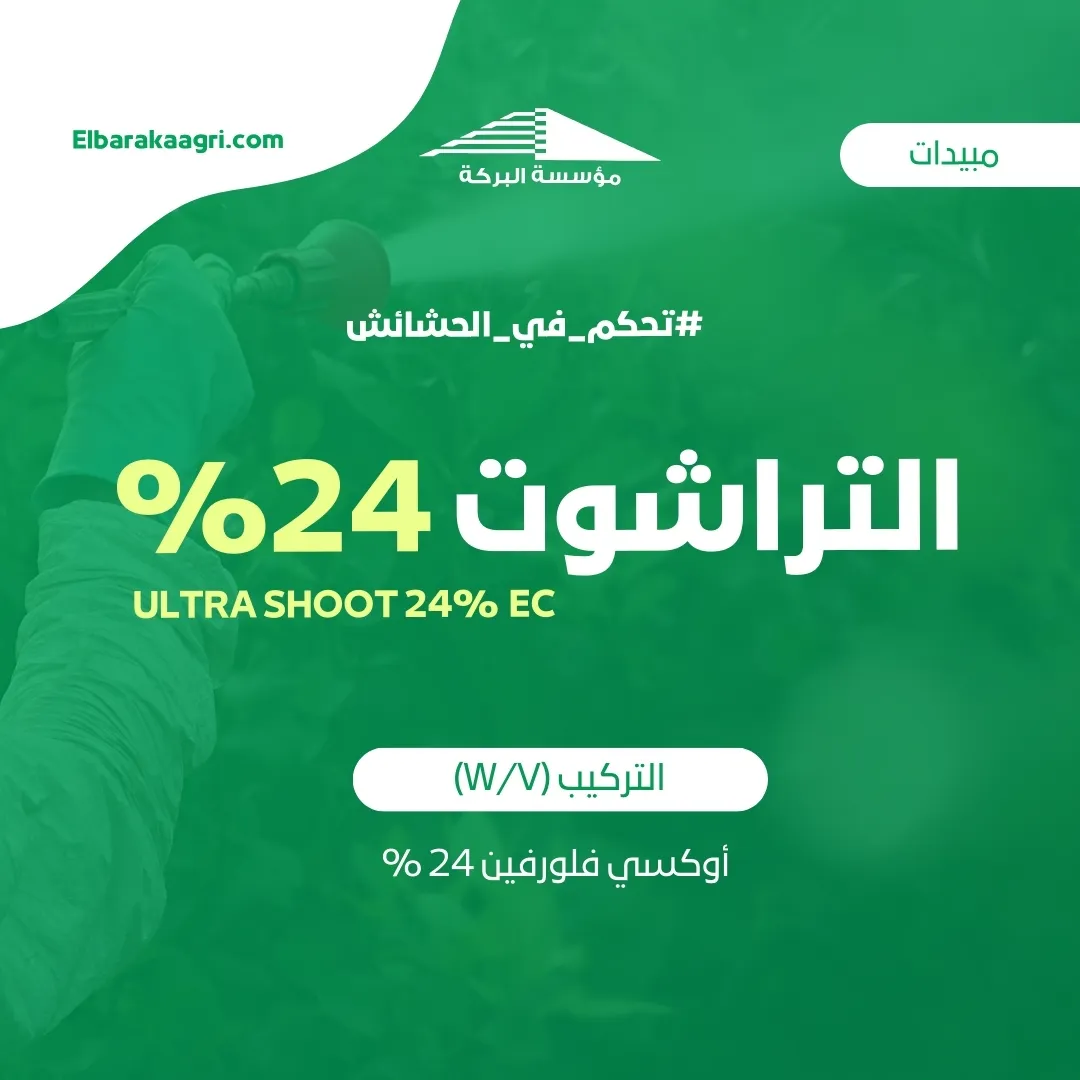 Elbarakaagri.com
مؤسسة البركة
مبيدات
#تحكم_في_الحشائش
التراشوت 24%
ULTRA SHOOT 24% EC
التركيب (W/V)
أوكسي فلورفين 24 %